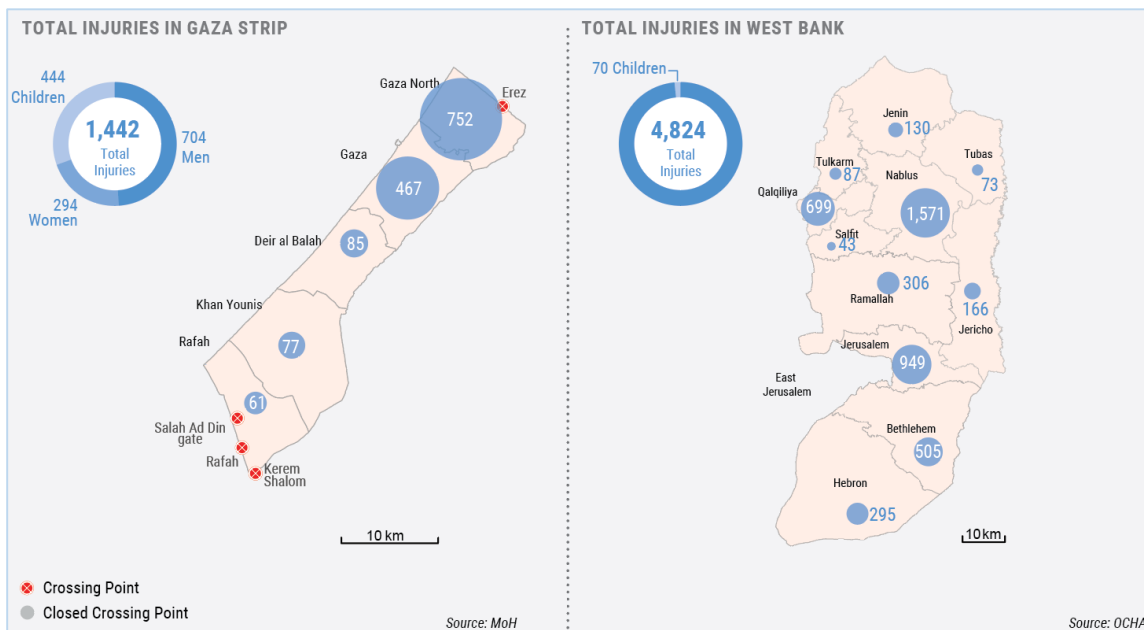 TOTAL INJURIES IN GAZA STRIP
444
Children
1,442
Total
Injuries
704
Men
294
Women
Gaza North
Erez
752
Gaza
467
Deir al Balah
85
Khan Younis
Rafah
77
61
Salah Ad Din
gate
Rafah
Kerem
Shalom
10 km
Crossing Point
Closed Crossing Point
Source: MoH
TOTAL INJURIES IN WEST BANK
70 Children
4,824
Total
Injuries
Jenin
130
Tulkarm
87
Tubas
73
Nablus
1,571
Qalqiliya
699
Salfit
43
306
Ramallah
166
Jericho
Jerusalem
949
East
Jerusalem
Bethlehem
505
Hebron
295
10 km
Source: OCHA